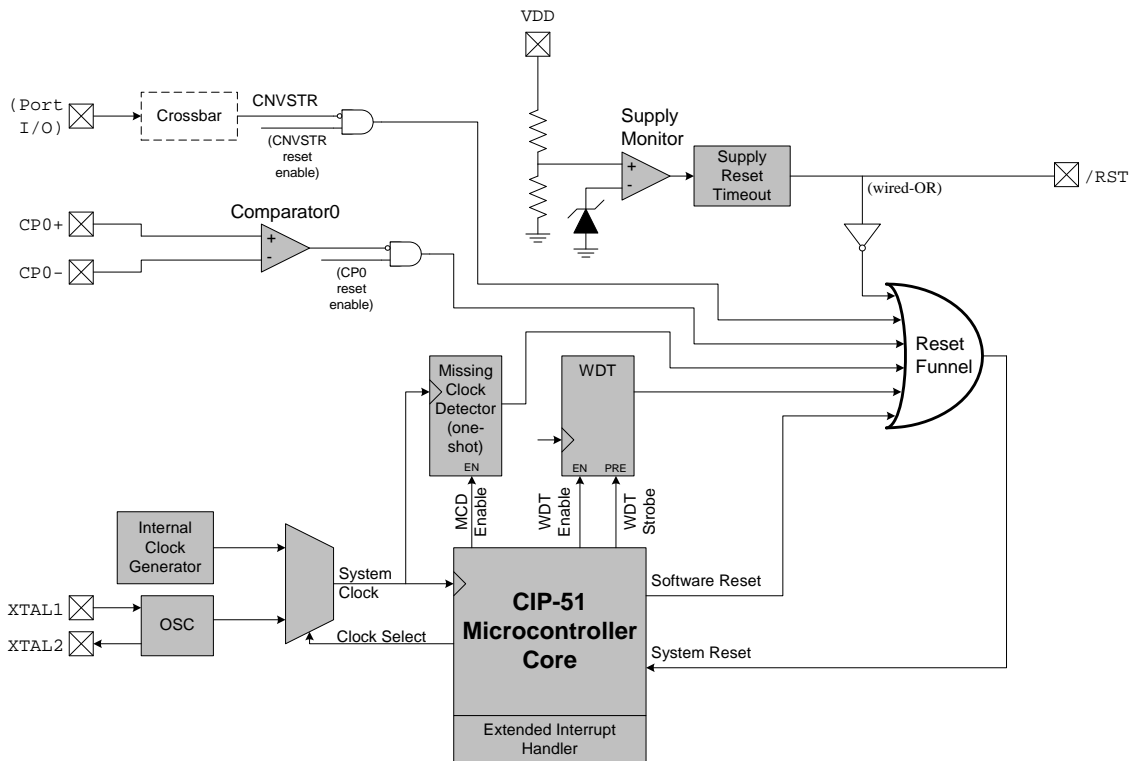 VDD
(Port
I/O)
Crossbar
CNVSTR
(CNVSTR
reset
enable)
Supply
Monitor
+
-
Supply
Reset
Timeout
(wired-OR)
/RST
CP0+
CP0-
Comparator0
+
-
(CP0
reset
enable)
Reset
Funnel
Missing
Clock
Detector
(one-
shot)
EN
WDT
EN
PRE
MCD
Enable
WDT
Enable
WDT
Strobe
Internal
Clock
Generator
System
Clock
XTAL1
XTAL2
OSC
Clock Select
CIP-51
Microcontroller
Core
Software Reset
System Reset
Extended Interrupt
Handler